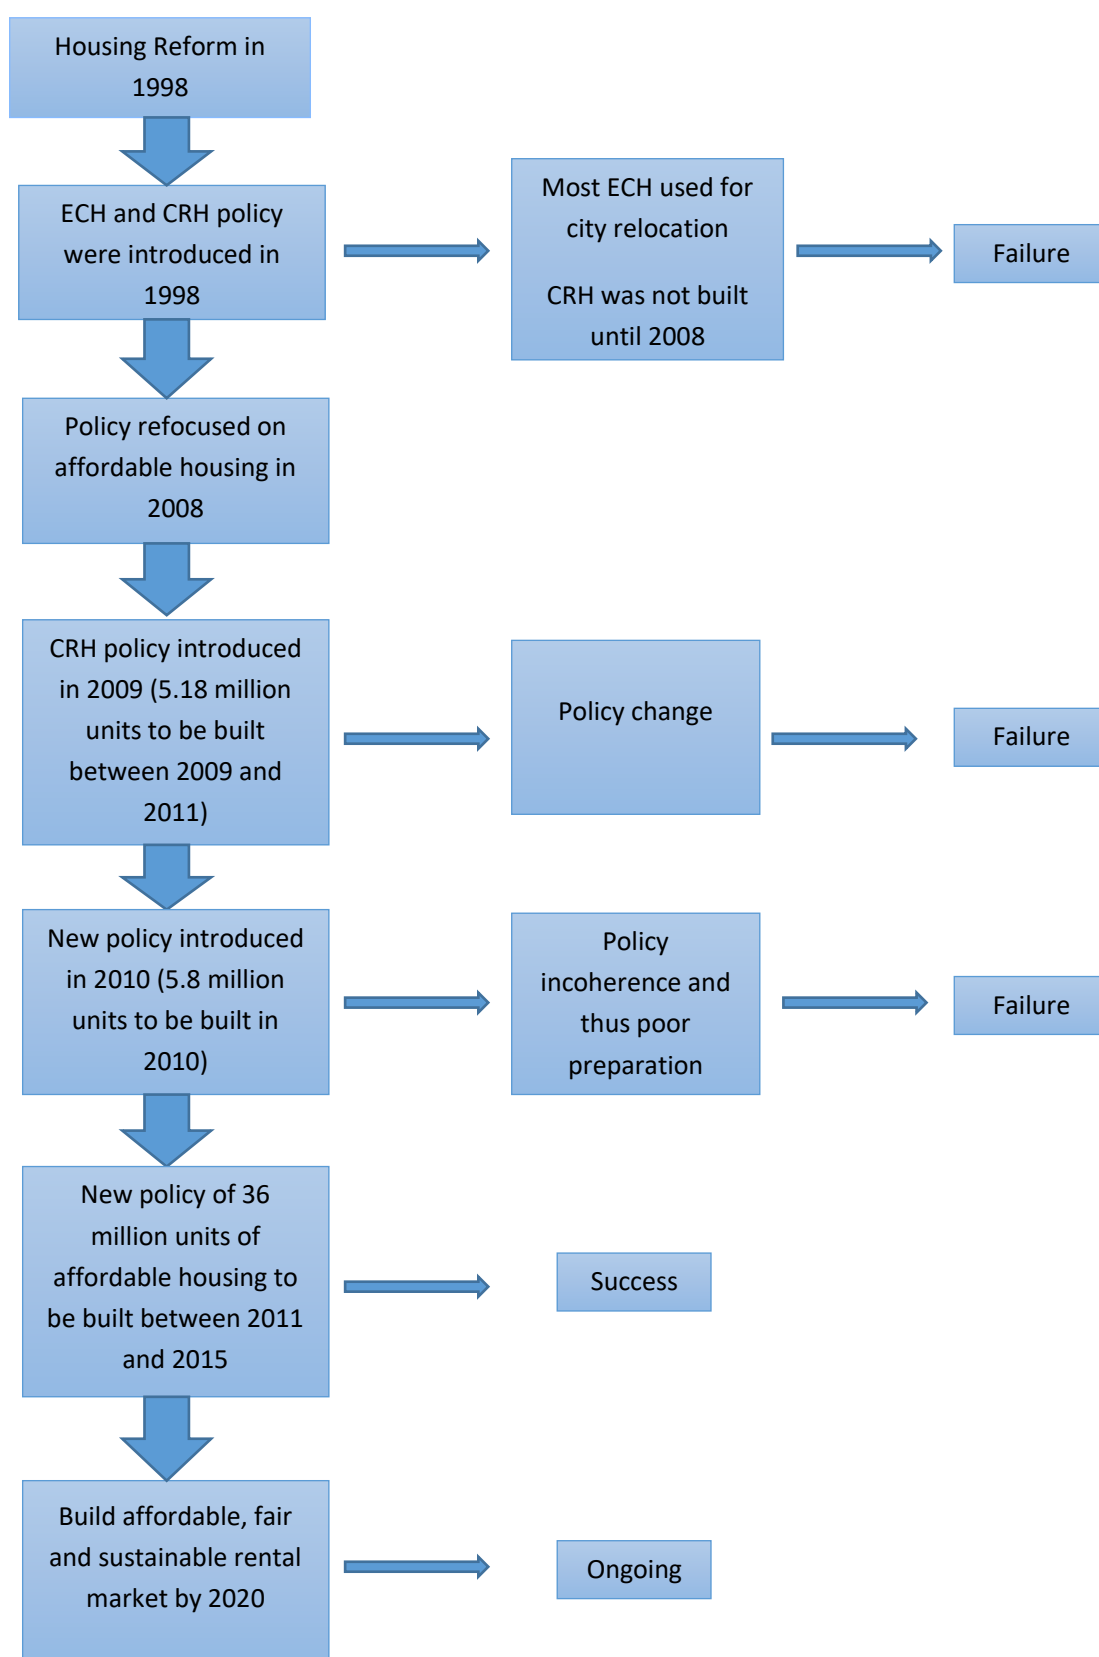 Housing Reform in
1998
ECH and CRH policy
were introduced in
1998
Most ECH used for
city relocation
CRH was not built
until 2008
Failure
Policy refocused on
affordable housing in
2008
CRH policy introduced
in 2009 (5.18 million
units to be built
between 2009 and
2011)
Policy change
Failure
New policy introduced
in 2010 (5.8 million
units to be built in
2010)
Policy
incoherence and
thus poor
preparation
Failure
New policy of 36
million units of
affordable housing to
be built between 2011
and 2015
Success
Build affordable, fair
and sustainable rental
market by 2020
Ongoing